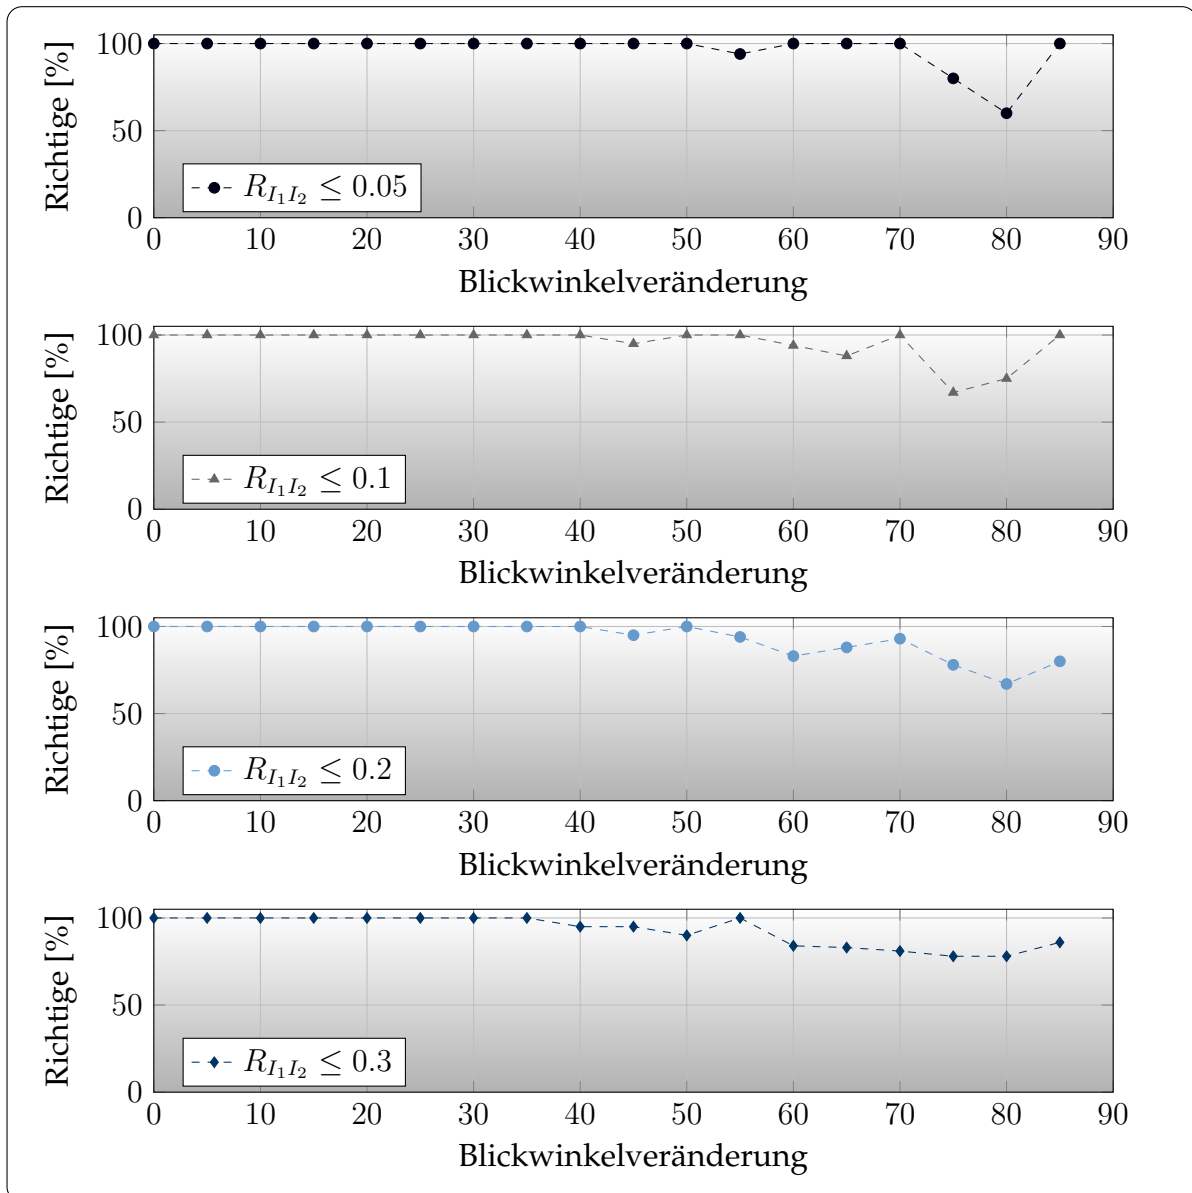 Richtige [%]
100
50
0
R_{I_1 I_2} ≤ 0.05
0 10 20 30 40 50 60 70 80 90
Blickwinkelveränderung
Richtige [%]
100
50
0
R_{I_1 I_2} ≤ 0.1
0 10 20 30 40 50 60 70 80 90
Blickwinkelveränderung
Richtige [%]
100
50
0
R_{I_1 I_2} ≤ 0.2
0 10 20 30 40 50 60 70 80 90
Blickwinkelveränderung
Richtige [%]
100
50
0
R_{I_1 I_2} ≤ 0.3
0 10 20 30 40 50 60 70 80 90
Blickwinkelveränderung